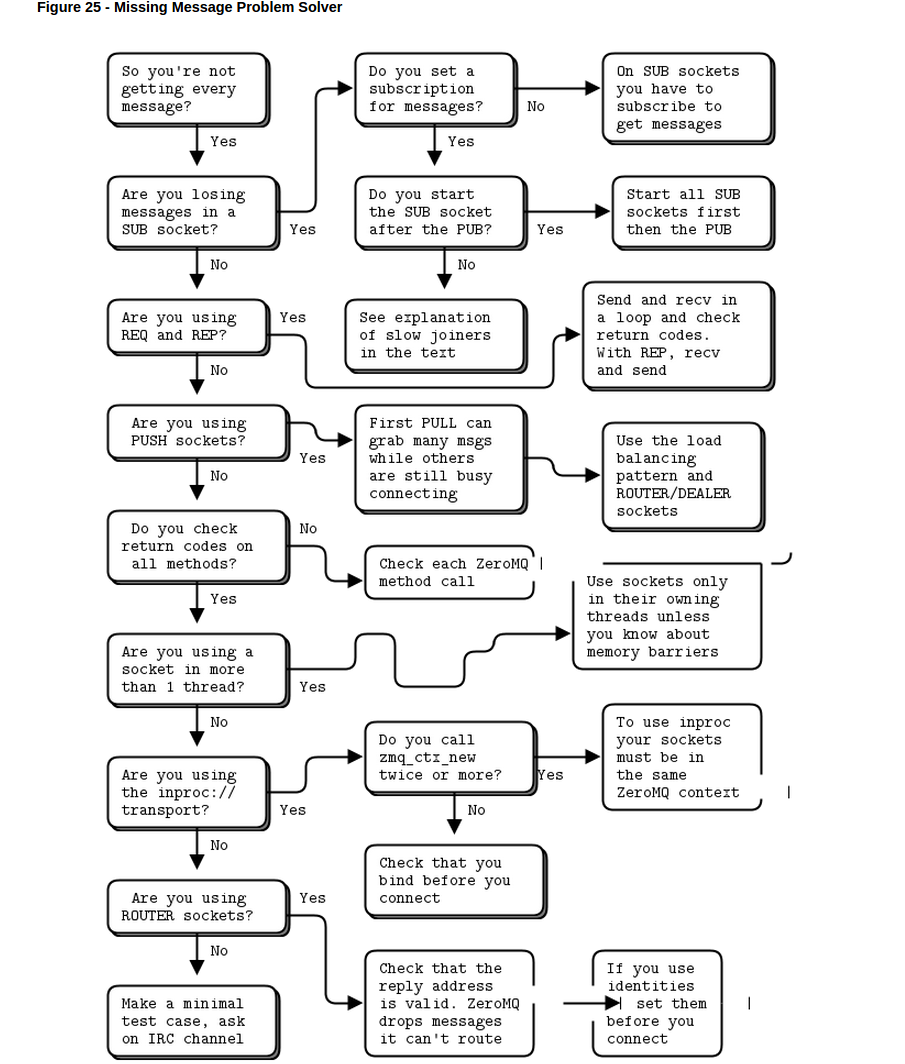 Figure 25 - Missing Message Problem Solver
So you're not
getting every
message?
Yes
Do you set a
subscription
for messages?
No
On SUB sockets
you have to
subscribe to
get messages
Yes
Are you losing
messages in a
SUB socket?
Yes
Do you start
the SUB socket
after the PUB?
Yes
Start all SUB
sockets first
then the PUB
No
No
Are you using
REQ and REP?
Yes
See explanation
of slow joiners
in the text
Send and recv in
a loop and check
return codes.
With REP, recv
and send
No
Are you using
PUSH sockets?
Yes
First PULL can
grab many msgs
while others
are still busy
connecting
Use the load
balancing
pattern and
ROUTER/DEALER
sockets
No
Do you check
return codes on
all methods?
No
Check each ZeroMQ |
method call
Use sockets only
in their owning
threads unless
you know about
memory barriers
Yes
Are you using a
socket in more
than 1 thread?
Yes
No
Are you using
the inproc://
transport?
Yes
Do you call
zmq_ctx_new
twice or more?
Yes
To use inproc
your sockets
must be in
the same
ZeroMQ context |
No
Check that you
bind before you
connect
No
Are you using
ROUTER sockets?
Yes
Check that the
reply address
is valid. ZeroMQ
drops messages
it can't route
If you use
identities
| set them |
before you
connect
No
Make a minimal
test case, ask
on IRC channel